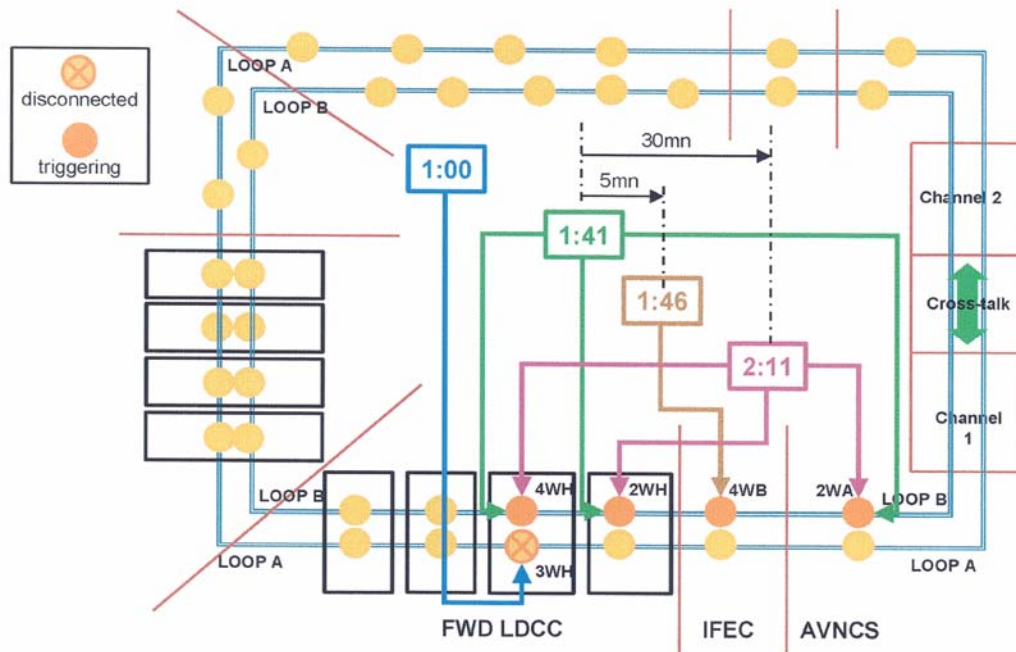 LOOP A
disconnected
LOOP B
triggering
30mn
1:00
5mn
Channel 2
1:41
1:46
Cross-talk
2:11
Channel
1
LOOP B
4WH
2WH
4WB
2WA
LOOP B
LOOP A
3WH
LOOP A
FWD LDCC
IFEC
AVNCS